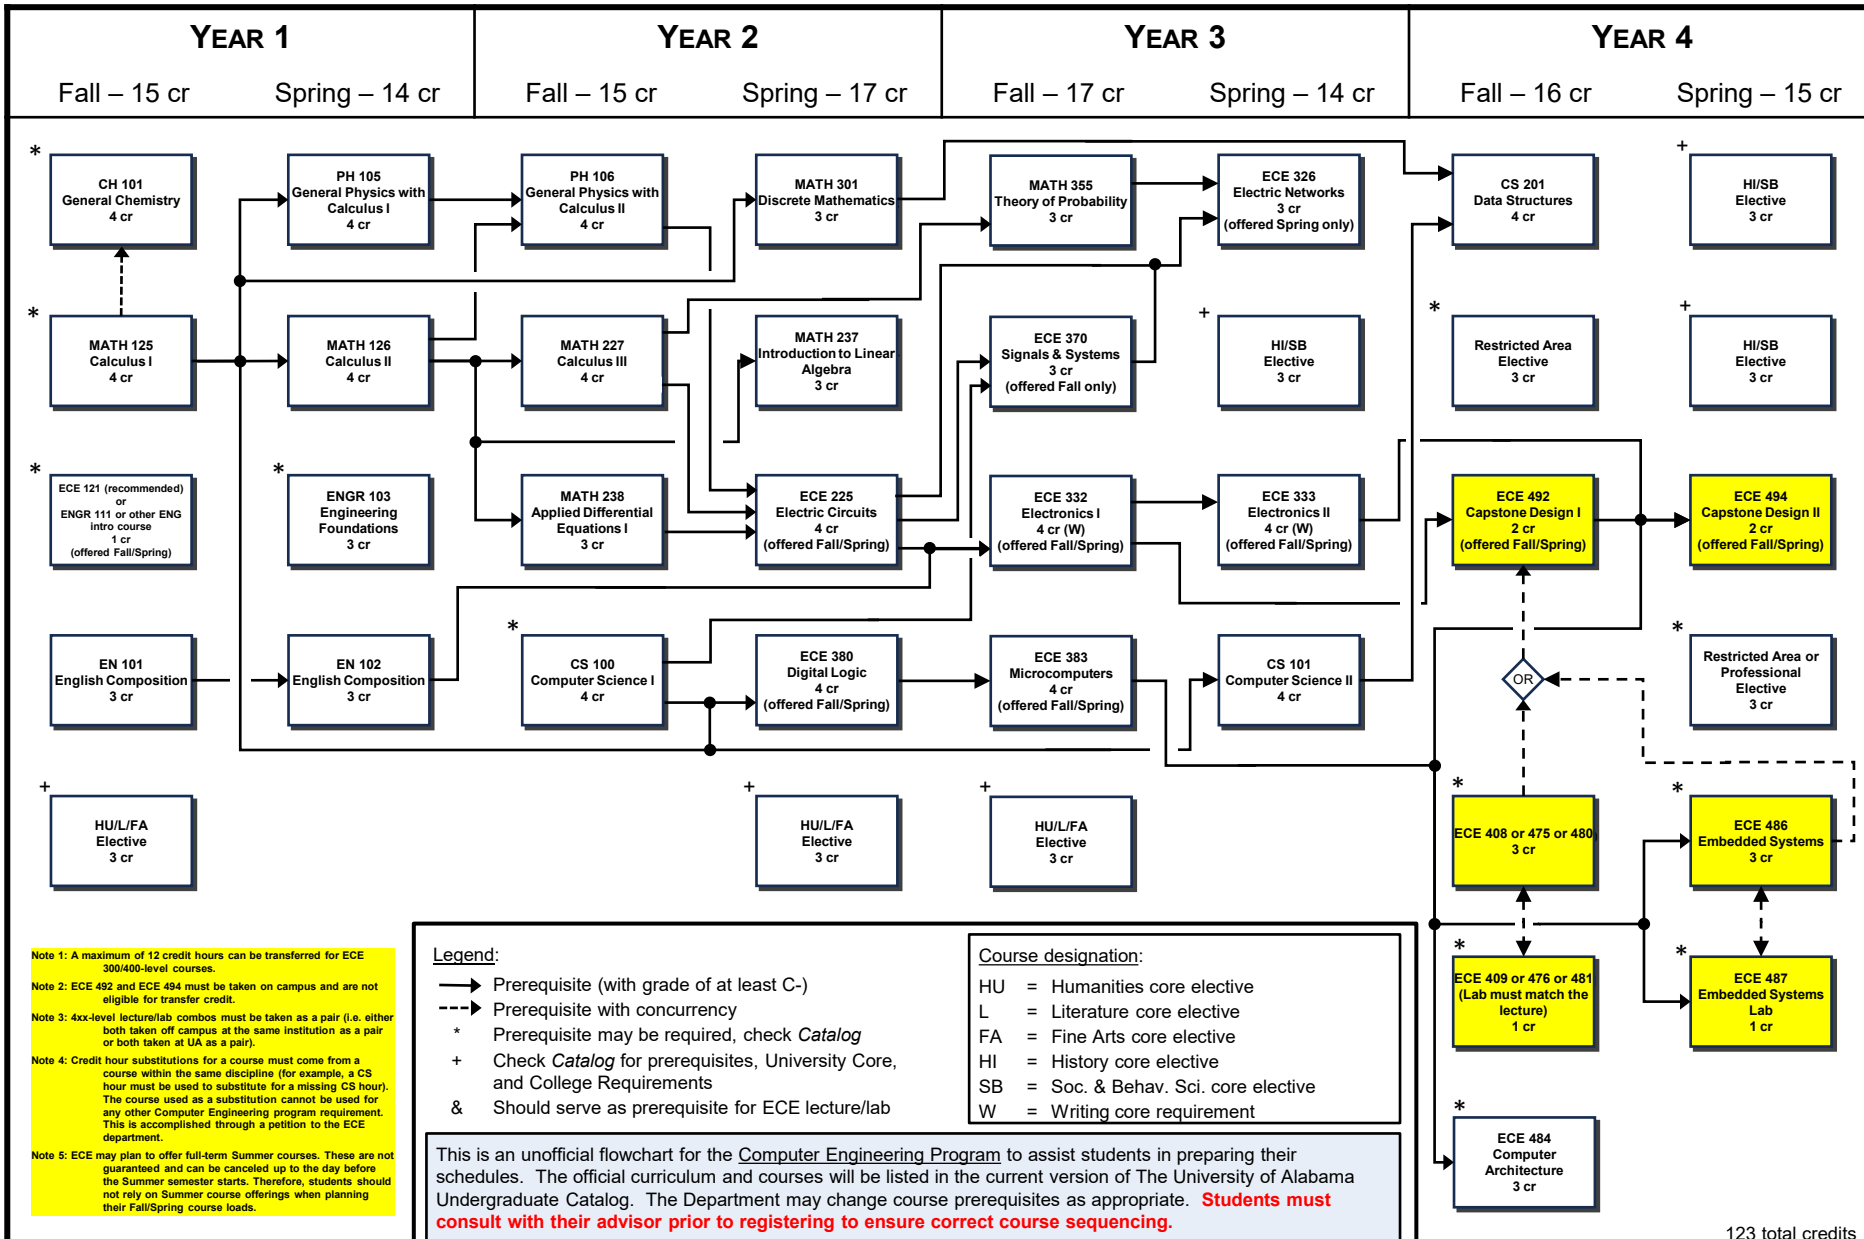 YEAR 1
YEAR 2
YEAR 3
YEAR 4
Fall – 15 cr
Spring – 14 cr
Fall – 15 cr
Spring – 17 cr
Fall – 17 cr
Spring – 14 cr
Fall – 16 cr
Spring – 15 cr
*
CH 101
General Chemistry
4 cr
PH 105
General Physics with
Calculus I
4 cr
PH 106
General Physics with
Calculus II
4 cr
MATH 301
Discrete Mathematics
3 cr
MATH 355
Theory of Probability
3 cr
ECE 326
Electric Networks
3 cr
(offered Spring only)
CS 201
Data Structures
4 cr
+
HI/SB
Elective
3 cr
*
MATH 125
Calculus I
4 cr
MATH 126
Calculus II
4 cr
MATH 227
Calculus III
4 cr
MATH 237
Introduction to Linear
Algebra
3 cr
ECE 370
Signals & Systems
3 cr
(offered Fall only)
+
HI/SB
Elective
3 cr
*
Restricted Area
Elective
3 cr
+
HI/SB
Elective
3 cr
*
ECE 121 (recommended)
or
ENGR 111 or other ENG
intro course
1 cr
(offered Fall/Spring)
*
ENGR 103
Engineering
Foundations
3 cr
MATH 238
Applied Differential
Equations I
3 cr
ECE 225
Electric Circuits
4 cr
(offered Fall/Spring)
ECE 332
Electronics I
4 cr (W)
(offered Fall/Spring)
ECE 333
Electronics II
4 cr (W)
(offered Fall/Spring)
ECE 492
Capstone Design I
2 cr
(offered Fall/Spring)
ECE 494
Capstone Design II
2 cr
(offered Fall/Spring)
EN 101
English Composition
3 cr
EN 102
English Composition
3 cr
*
CS 100
Computer Science I
4 cr
ECE 380
Digital Logic
4 cr
(offered Fall/Spring)
ECE 383
Microcomputers
4 cr
(offered Fall/Spring)
CS 101
Computer Science II
4 cr
OR
*
Restricted Area or
Professional
Elective
3 cr
+
HU/L/FA
Elective
3 cr
+
HU/L/FA
Elective
3 cr
+
HU/L/FA
Elective
3 cr
*
ECE 408 or 475 or 480
3 cr
*
ECE 486
Embedded Systems
3 cr
*
ECE 409 or 476 or 481
(Lab must match the
lecture)
1 cr
*
ECE 487
Embedded Systems
Lab
1 cr
*
ECE 484
Computer
Architecture
3 cr
Note 1: A maximum of 12 credit hours can be transferred for ECE
300/400-level courses.
Note 2: ECE 492 and ECE 494 must be taken on campus and are not
eligible for transfer credit.
Note 3: 4xx-level lecture/lab combos must be taken as a pair (i.e. either
both taken off campus at the same institution as a pair
or both taken at UA as a pair).
Note 4: Credit hour substitutions for a course must come from a
course within the same discipline (for example, a CS
hour must be used to substitute for a missing CS hour).
The course used as a substitution cannot be used for
any other Computer Engineering program requirement.
This is accomplished through a petition to the ECE
department.
Note 5: ECE may plan to offer full-term Summer courses. These are not
guaranteed and can be canceled up to the day before
the Summer semester starts. Therefore, students should
not rely on Summer course offerings when planning
their Fall/Spring course loads.
Legend:
Prerequisite (with grade of at least C-)
Prerequisite with concurrency
* Prerequisite may be required, check Catalog
+ Check Catalog for prerequisites, University Core,
and College Requirements
& Should serve as prerequisite for ECE lecture/lab
Course designation:
HU = Humanities core elective
L = Literature core elective
FA = Fine Arts core elective
HI = History core elective
SB = Soc. & Behav. Sci. core elective
W = Writing core requirement
This is an unofficial flowchart for the Computer Engineering Program to assist students in preparing their
schedules. The official curriculum and courses will be listed in the current version of The University of Alabama
Undergraduate Catalog. The Department may change course prerequisites as appropriate. Students must
consult with their advisor prior to registering to ensure correct course sequencing.
123 total credits